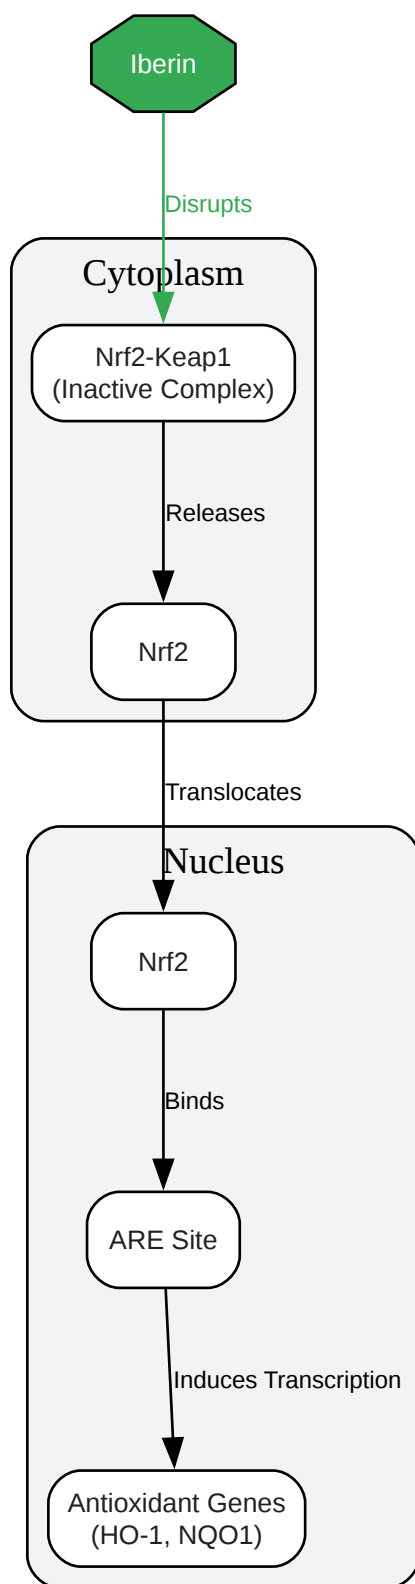 Iberin
Disrupts
Cytoplasm
Nrf2-Keap1
(Inactive Complex)
Releases
Nrf2
Translocates
Nucleus
Nrf2
Binds
ARE Site
Induces Transcription
Antioxidant Genes
(HO-1, NQO1)